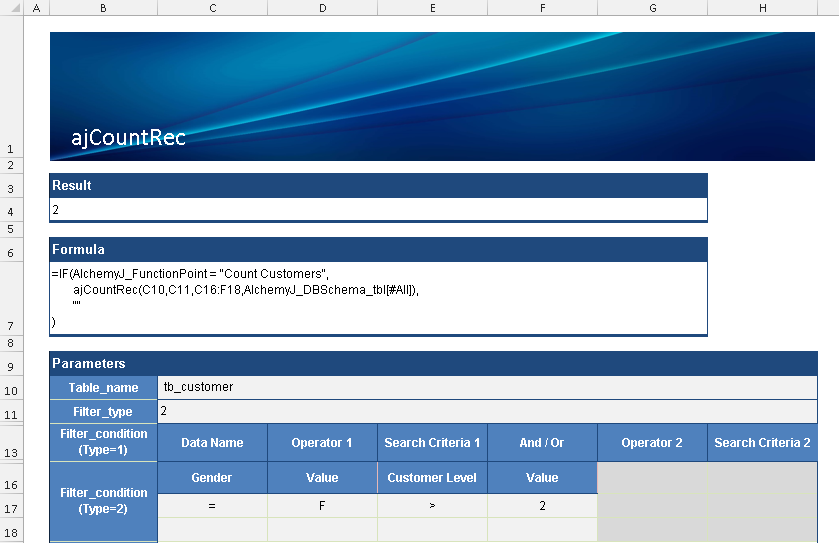 A B C D E F G H
1 ajCountRec
2
3 Result
4 2
5
6 Formula
=IF(AlchemyJ_FunctionPoint = "Count Customers",
ajCountRec(C10,C11,C16:F18,AlchemyJ_DBSchema_tbl[#All]),
""
7 )
8
9 Parameters
10 Table_name tb_customer
11 Filter_type 2
13 Filter_condition (Type=1) Data Name Operator 1 Search Criteria 1 And / Or Operator 2 Search Criteria 2
16 Gender Value Customer Level Value
Filter_condition
17 (Type=2) = F > 2
18